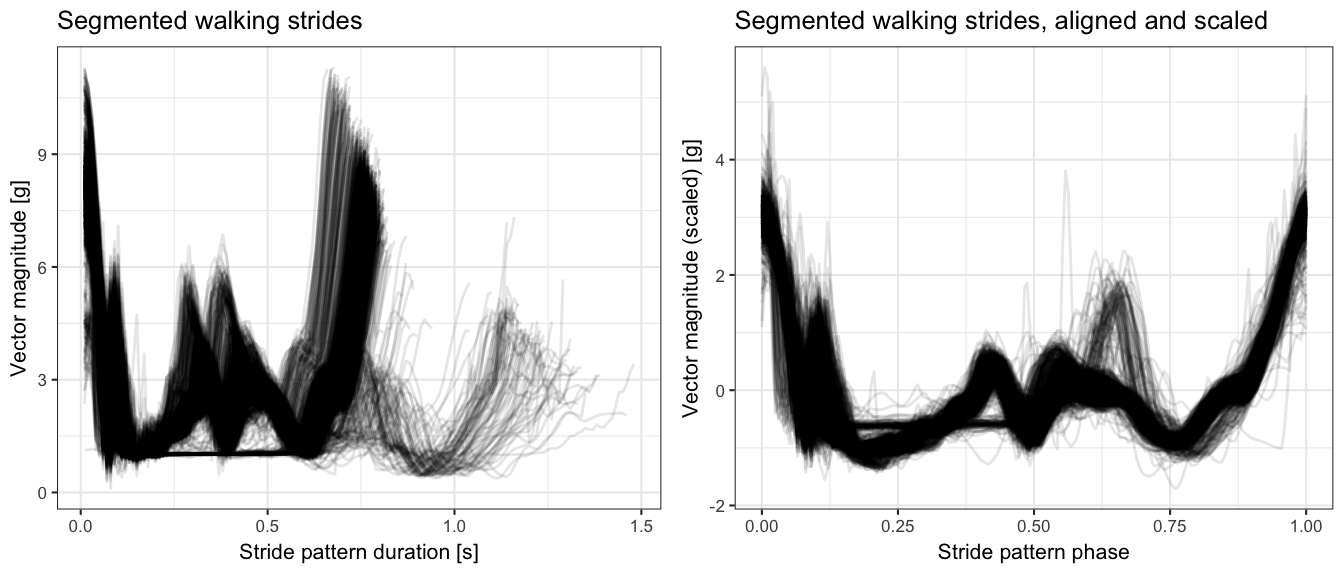 Segmented walking strides
Vector magnitude [g]
9
6
3
0
0.0
0.5
1.0
1.5
Stride pattern duration [s]
Segmented walking strides, aligned and scaled
Vector magnitude (scaled) [g]
4
2
0
-2
0.00
0.25
0.50
0.75
1.00
Stride pattern phase